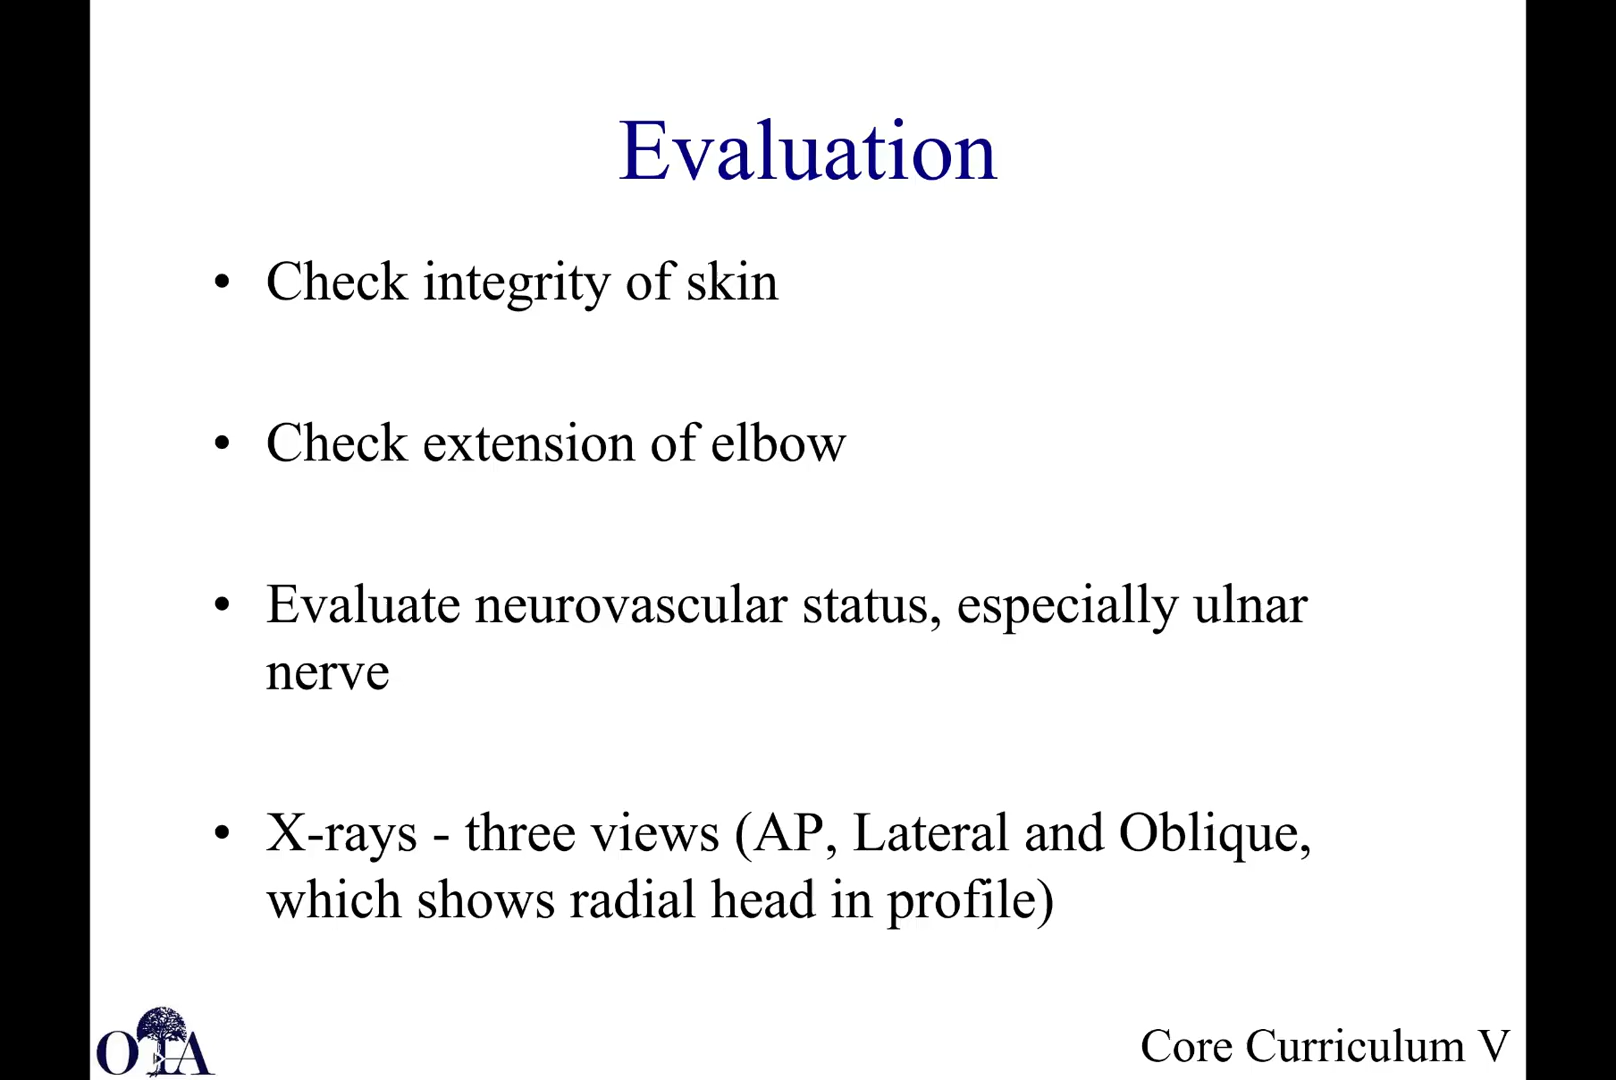 Evaluation
• Check integrity of skin
• Check extension of elbow
• Evaluate neurovascular status, especially ulnar
nerve
• X-rays - three views (AP, Lateral and Oblique,
which shows radial head in profile)
OTA
Core Curriculum V